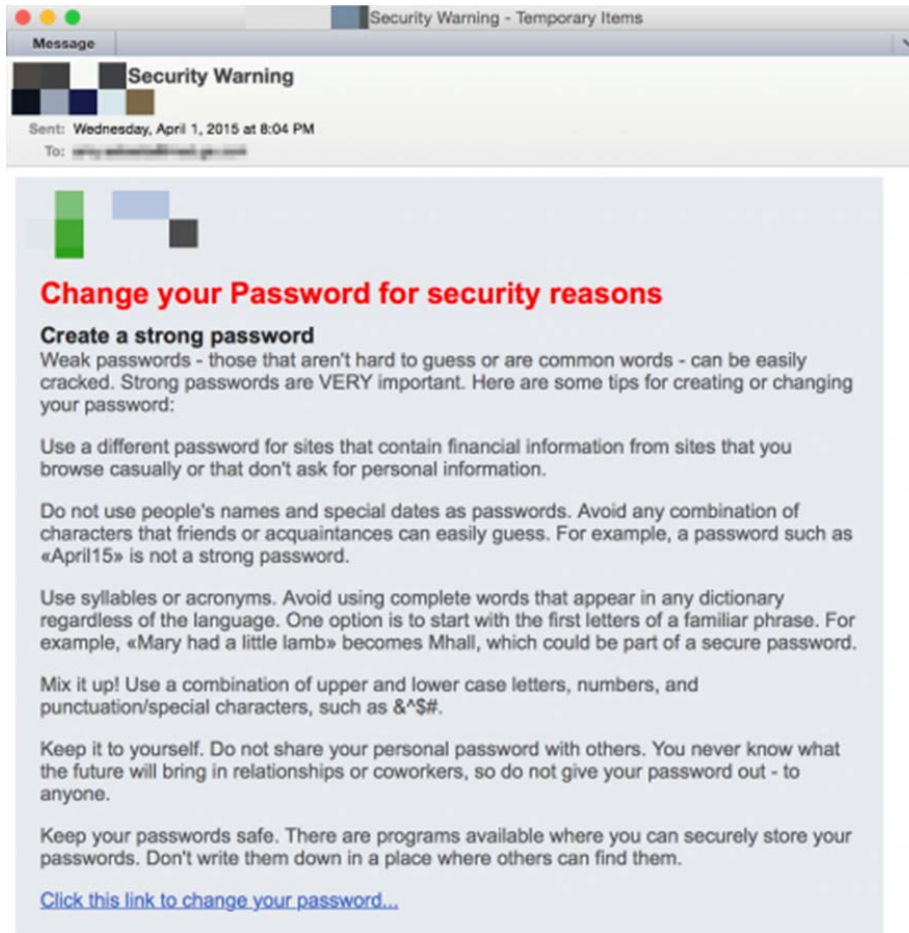 Security Warning - Temporary Items
Message
Security Warning
Sent: Wednesday, April 1, 2015 at 8:04 PM
To:
Change your Password for security reasons
Create a strong password
Weak passwords - those that aren't hard to guess or are common words - can be easily
cracked. Strong passwords are VERY important. Here are some tips for creating or changing
your password:
Use a different password for sites that contain financial information from sites that you
browse casually or that don't ask for personal information.
Do not use people's names and special dates as passwords. Avoid any combination of
characters that friends or acquaintances can easily guess. For example, a password such as
«April15» is not a strong password.
Use syllables or acronyms. Avoid using complete words that appear in any dictionary
regardless of the language. One option is to start with the first letters of a familiar phrase. For
example, «Mary had a little lamb» becomes Mhall, which could be part of a secure password.
Mix it up! Use a combination of upper and lower case letters, numbers, and
punctuation/special characters, such as &^$#.
Keep it to yourself. Do not share your personal password with others. You never know what
the future will bring in relationships or coworkers, so do not give your password out - to
anyone.
Keep your passwords safe. There are programs available where you can securely store your
passwords. Don't write them down in a place where others can find them.
Click this link to change your password...